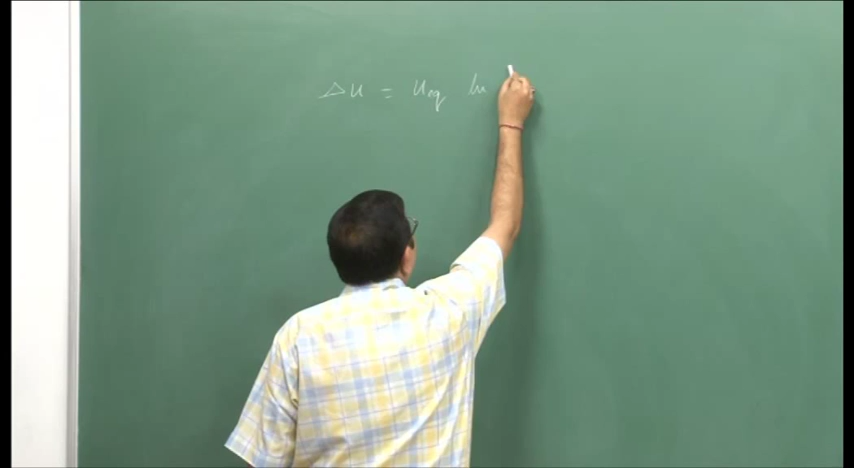 Δu = u_eq ln